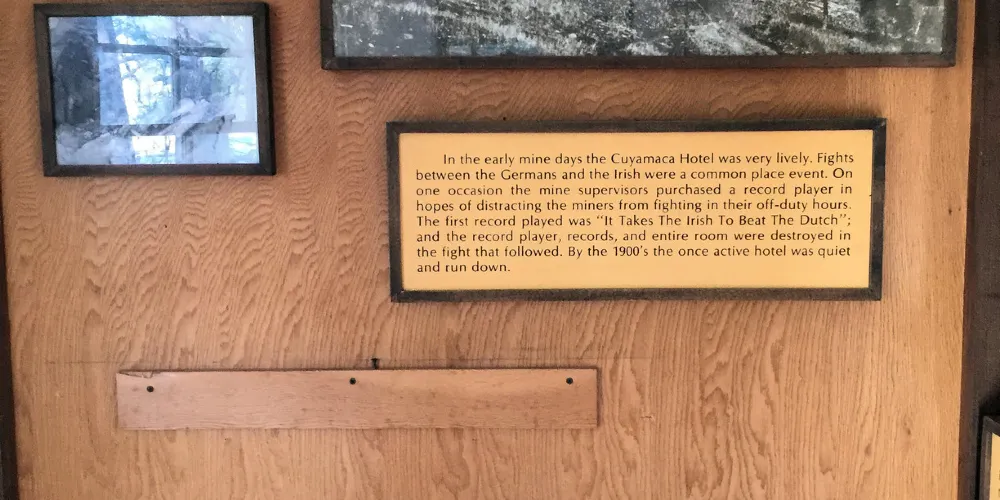 In the early mine days the Cuyamaca Hotel was very lively. Fights
between the Germans and the Irish were a common place event. On
one occasion the mine supervisors purchased a record player in
hopes of distracting the miners from fighting in their off-duty hours.
The first record played was “It Takes The Irish To Beat The Dutch”;
and the record player, records, and entire room were destroyed in
the fight that followed. By the 1900's the once active hotel was quiet
and run down.